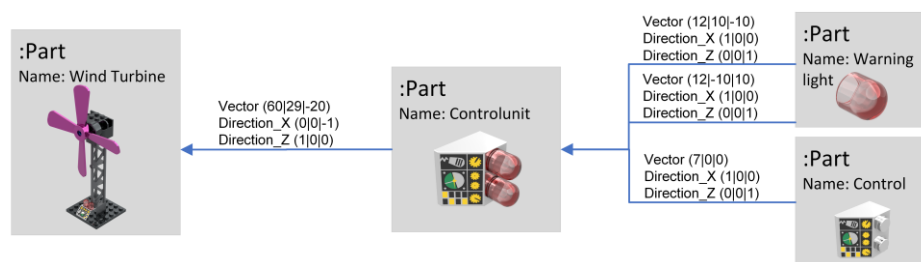 :Part
Name: Wind Turbine
Vector (60|29|-20)
Direction_X (0|0|-1)
Direction_Z (1|0|0)
:Part
Name: Controlunit
Vector (12|10|-10)
Direction_X (1|0|0)
Direction_Z (0|0|1)
Vector (12|-10|10)
Direction_X (1|0|0)
Direction_Z (0|0|1)
Vector (7|0|0)
Direction_X (1|0|0)
Direction_Z (0|0|1)
:Part
Name: Warning
light
:Part
Name: Control